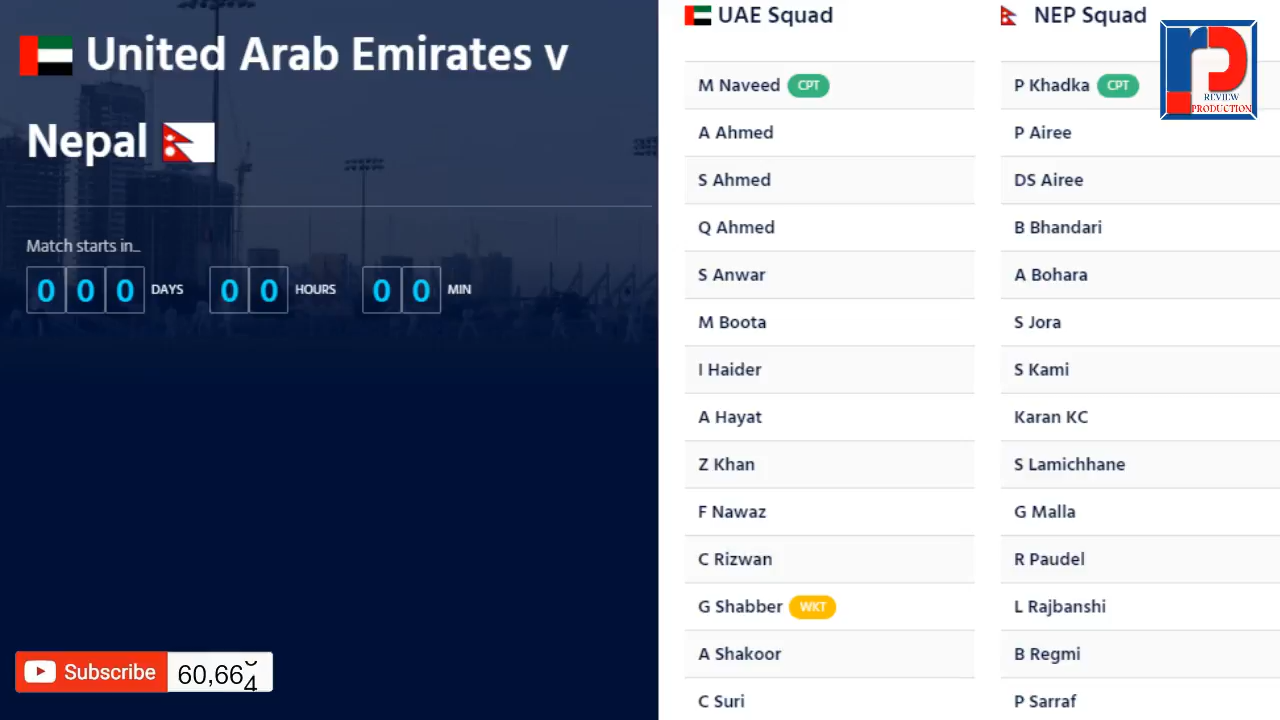 United Arab Emirates v
Nepal
Match starts in...
0 0 0 DAYS 0 0 HOURS 0 0 MIN
Subscribe
UAE Squad
M Naveed CPT
A Ahmed
S Ahmed
Q Ahmed
S Anwar
M Boota
I Haider
A Hayat
Z Khan
F Nawaz
C Rizwan
G Shabber WKT
A Shakoor
C Suri
NEP Squad
P Khadka CPT
P Airee
DS Airee
B Bhandari
A Bohara
S Jora
S Kami
Karan KC
S Lamichhane
G Malla
R Paudel
L Rajbanshi
B Regmi
P Sarraf
REVIEW
PRODUCTION